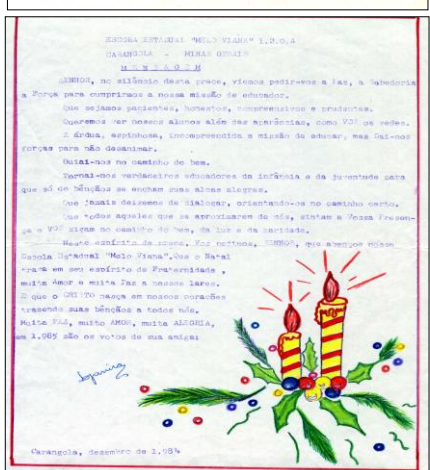 ESCOLA ESTADUAL "MELO VIANA" 1.2.G.A
CARANGOLA - MINAS GERAIS
M E N S A G E M
SENHOR, no silêncio desta prece, viemos pedir-vos a Paz, a Sabedoria
a Força para cumprirmos a nossa missão de educador.
Que sejamos pacientes, honestos, compreensivos e prudentes.
Queremos ver nossos alunos além das aparências, como VOS os vedes.
É árdua, espinhosa, incompreendida a missão de educar, mas Dai-nos
forças para não desanimar.
Guiai-nos no caminho do bem.
Tornai-nos verdadeiros educadores da infância e da juventude para
que só de bênçãos se encham suas almas alegres.
Que jamais deixemos de dialogar, orientando-os no caminho certo.
Que todos aqueles que se aproximarem de nós, sintam a Vossa Presen-
ça e VOS sigam no caminho do bem, da luz e da caridade.
Neste espírito de prece, Vos pedimos, SENHOR, que abençoe nossa
Escola Estadual "Melo Viana". Que o Natal
traga em seu espírito de Fraternidade,
muito Amor e muita Paz a nossos lares.
E que o CRISTO nasça em nossos corações
trazendo suas bênçãos a todos nós.
Muita PAZ, muito AMOR, muita ALEGRIA,
em 1.985 são os votos de sua amiga:
Carangola, dezembro de 1.984